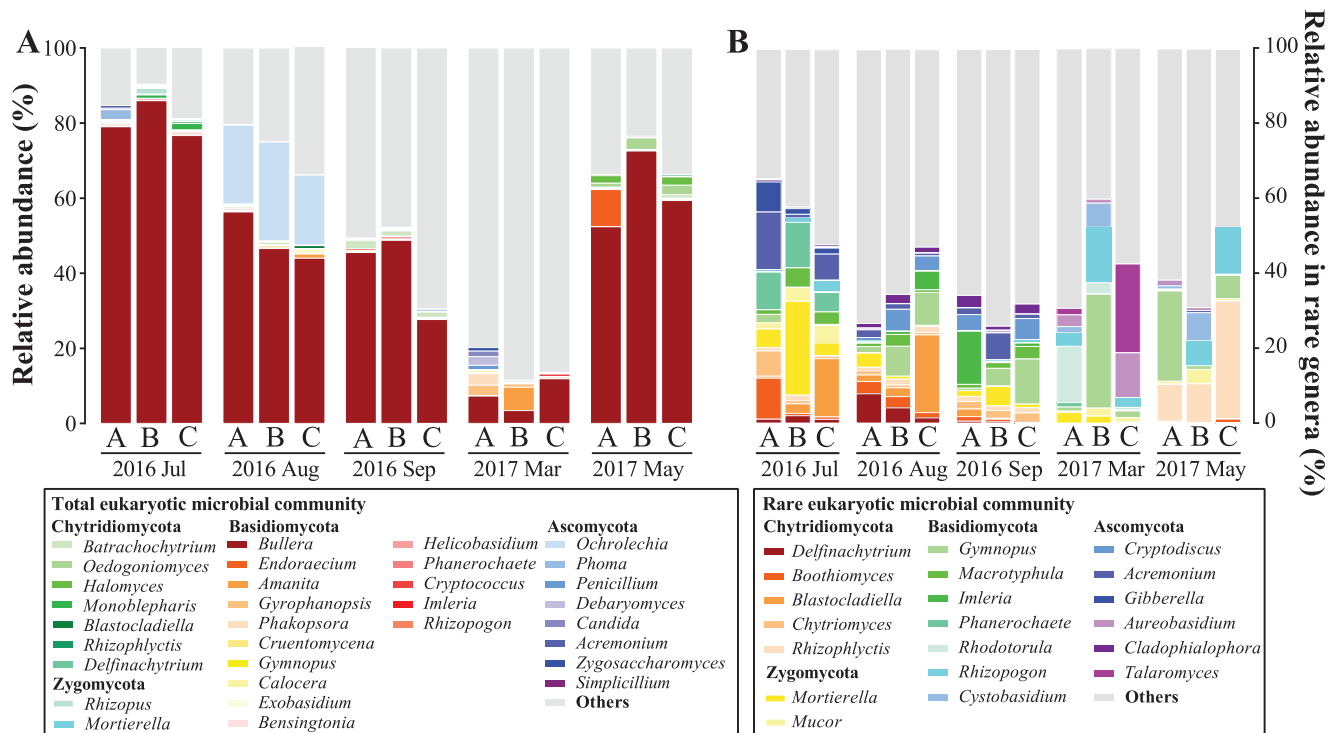 A
Relative abundance (%)
100
80
60
40
20
0
A B C A B C A B C A B C A B C
2016 Jul 2016 Aug 2016 Sep 2017 Mar 2017 May
B
Relative abundance in rare genera (%)
100
80
60
40
20
0
A B C A B C A B C A B C A B C
2016 Jul 2016 Aug 2016 Sep 2017 Mar 2017 May
Total eukaryotic microbial community
Chytridiomycota
Batrachochytrium
Oedogoniomyces
Halomyces
Monoblepharis
Blastocladiella
Rhizophlyctis
Delfinachytrium
Zygomycota
Rhizopus
Mortierella
Basidiomycota
Bullera
Endoraecium
Amanita
Gyrophanopsis
Phakopsora
Cruentomycena
Gymnopus
Calocera
Exobasidium
Bensingtonia
Helicobasidium
Phanerochaete
Cryptococcus
Imleria
Rhizopogon
Ascomycota
Ochrolechia
Phoma
Penicillium
Debaryomyces
Candida
Acremonium
Zygosaccharomyces
Simplicillium
Others
Rare eukaryotic microbial community
Chytridiomycota
Delfinachytrium
Boothiomyces
Blastocladiella
Chytriomyces
Rhizophlyctis
Zygomycota
Mortierella
Mucor
Basidiomycota
Gymnopus
Macrotyphula
Imleria
Phanerochaete
Rhodotorula
Rhizopogon
Cystobasidium
Ascomycota
Cryptodiscus
Acremonium
Gibberella
Aureobasidium
Cladophialophora
Talaromyces
Others